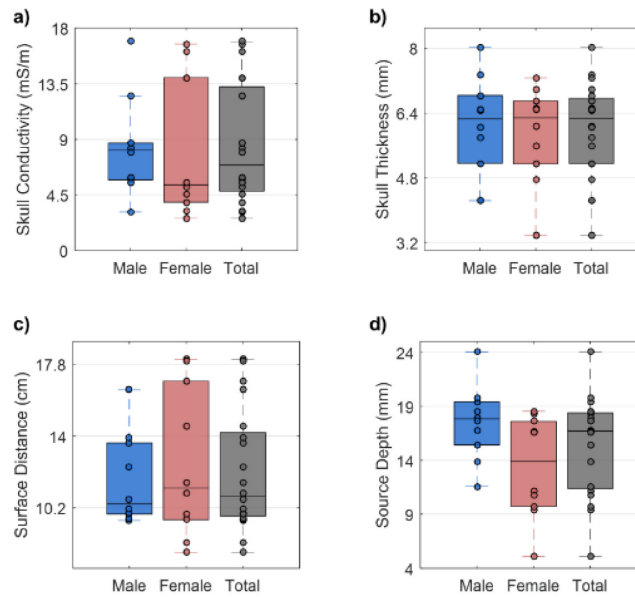 a)
Skull Conductivity (mS/m)
18
13.5
9
4.5
0
Male Female Total
b)
Skull Thickness (mm)
8
6.4
4.8
3.2
Male Female Total
c)
Surface Distance (cm)
17.8
14
10.2
Male Female Total
d)
Source Depth (mm)
24
19
14
9
4
Male Female Total